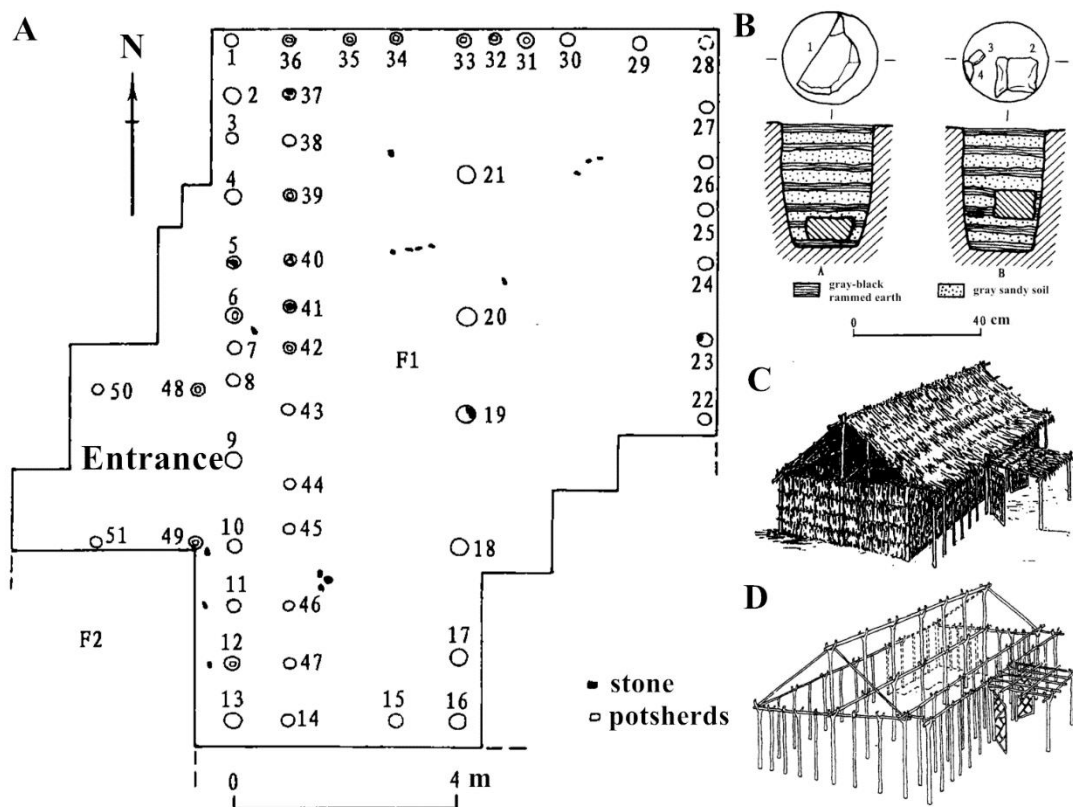 A
N
1 36 35 34 33 32 31 30 29 28
2 37
3 38
27
4 39 21
26
25
5 40
24
6 41 20
7 42 F1
23
8
50 48 43 19
22
9
Entrance
44
51 49 10 45 18
11 46
F2
12 47 17
13 14 15 16
stone
potsherds
0 4 m
B
1
3 2
4
A B
gray-black
rammed earth
gray sandy soil
0 40 cm
C
D